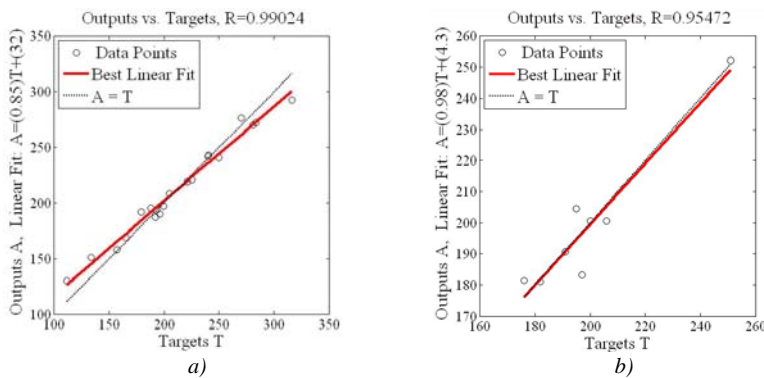 Outputs vs. Targets, R=0.99024
Outputs A, Linear Fit: A=(0.85)T+(32)
350
300
250
200
150
100
Data Points
Best Linear Fit
A = T
100 150 200 250 300 350
Targets T
a)
Outputs vs. Targets, R=0.95472
Outputs A, Linear Fit: A=(0.98)T+(4.3)
260
250
240
230
220
210
200
190
180
170
Data Points
Best Linear Fit
A = T
160 180 200 220 240 260
Targets T
b)